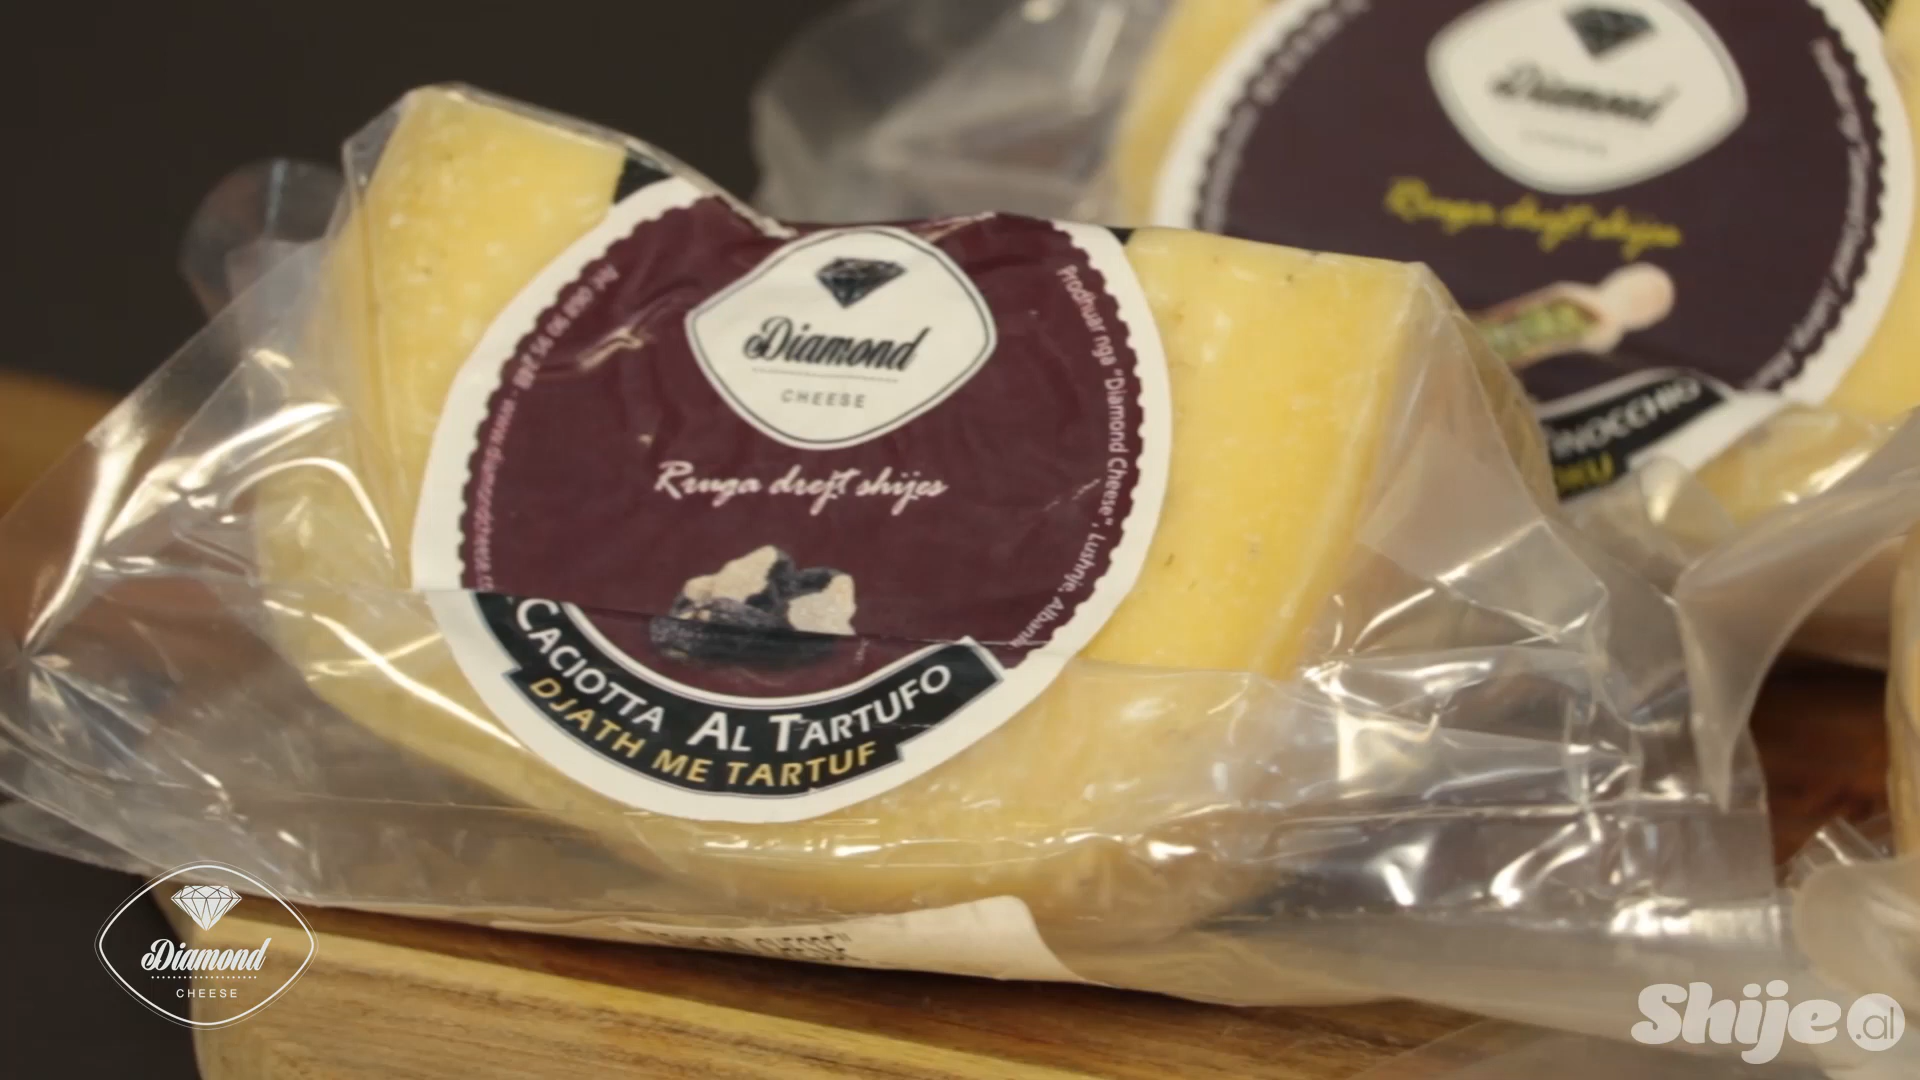 Diamond
CHEESE
Rruga drejt shijes
Prodhuar nga "Diamond Cheese", Lushnje, Albania
CACIOTTA AL TARTUFO
DJATH ME TARTUF
Diamond
Rruga drejt shijes
Diamond
CHEESE
Shije.al